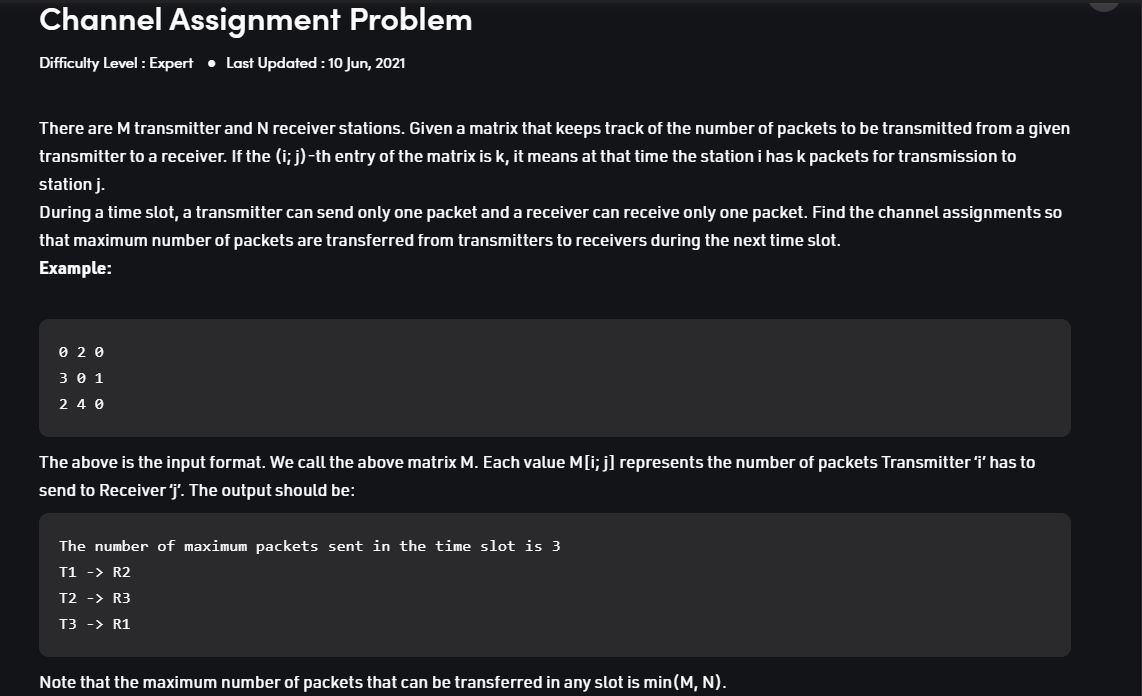 Channel Assignment Problem
Difficulty Level : Expert ● Last Updated : 10 Jun, 2021
There are M transmitter and N receiver stations. Given a matrix that keeps track of the number of packets to be transmitted from a given
transmitter to a receiver. If the (i; j)-th entry of the matrix is k, it means at that time the station i has k packets for transmission to
station j.
During a time slot, a transmitter can send only one packet and a receiver can receive only one packet. Find the channel assignments so
that maximum number of packets are transferred from transmitters to receivers during the next time slot.
Example:
0 2 0
3 0 1
2 4 0
The above is the input format. We call the above matrix M. Each value M[i; j] represents the number of packets Transmitter ‘i’ has to
send to Receiver ‘j’. The output should be:
The number of maximum packets sent in the time slot is 3
T1 -> R2
T2 -> R3
T3 -> R1
Note that the maximum number of packets that can be transferred in any slot is min(M, N).